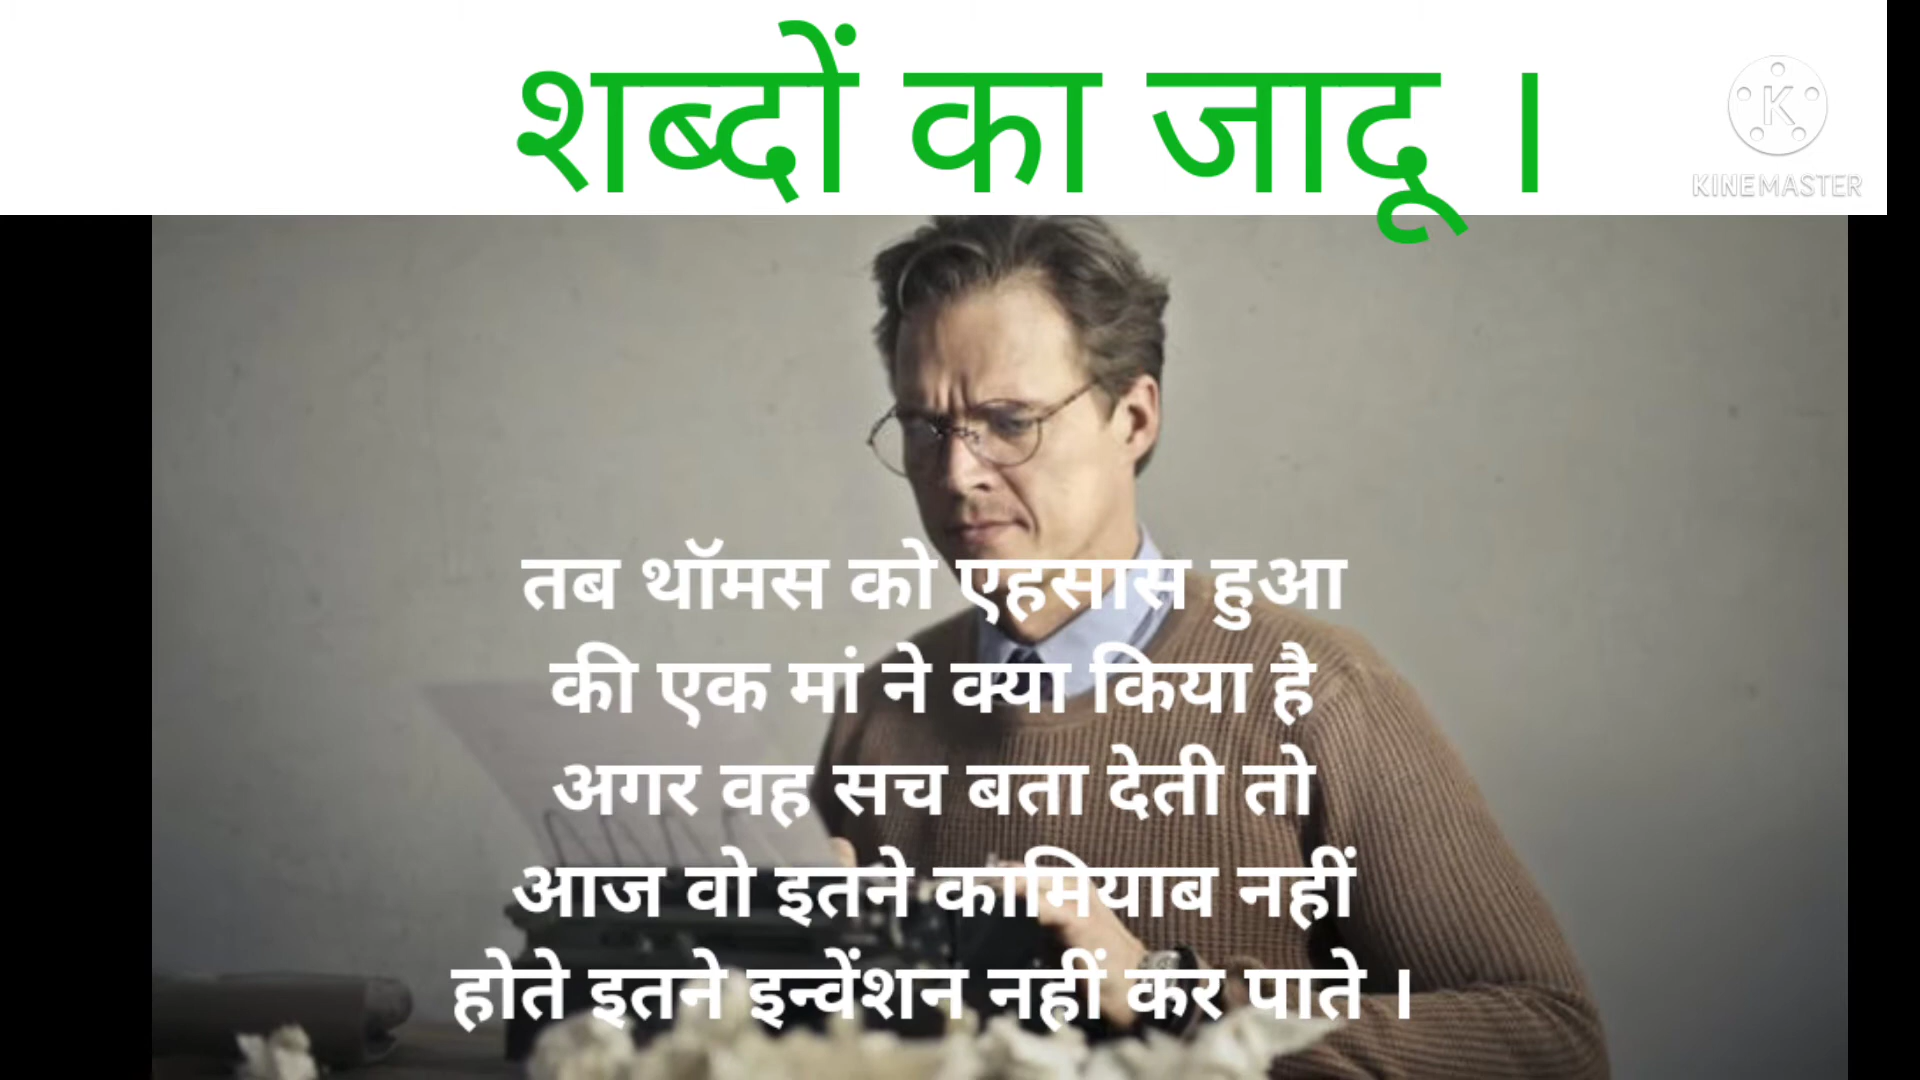 शब्दों का जादू ।
K
KINEMASTER
तब थॉमस को एहसास हुआ
की एक मां ने क्या किया है
अगर वह सच बता देती तो
आज वो इतने कामियाब नहीं
होते इतने इन्वेंशन नहीं कर पाते ।